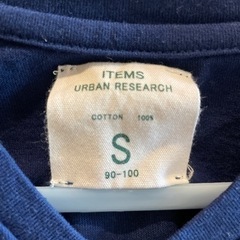 ITEMS
URBAN RESEARCH
COTTON 100%
S
90-100